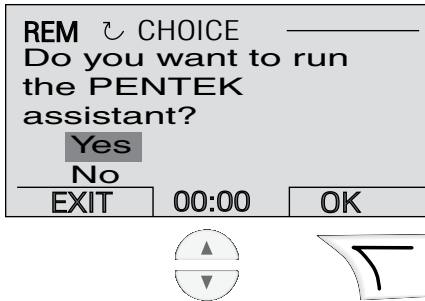 REM ↻ CHOICE
Do you want to run
the PENTEK
assistant?
Yes
No
EXIT 00:00 OK